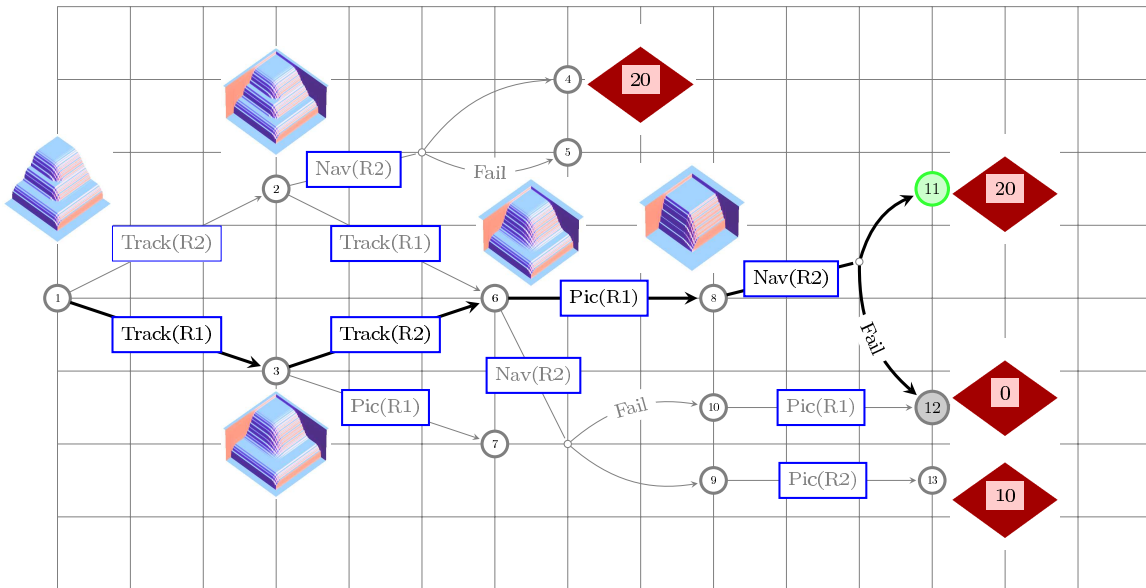 4
20
Nav(R2)
5
Fail
2
11
20
Track(R2)
Track(R1)
1
6
Pic(R1)
8
Nav(R2)
Track(R1)
Track(R2)
Fail
3
Nav(R2)
0
Pic(R1)
Fail
10
Pic(R1)
12
7
9
Pic(R2)
13
10